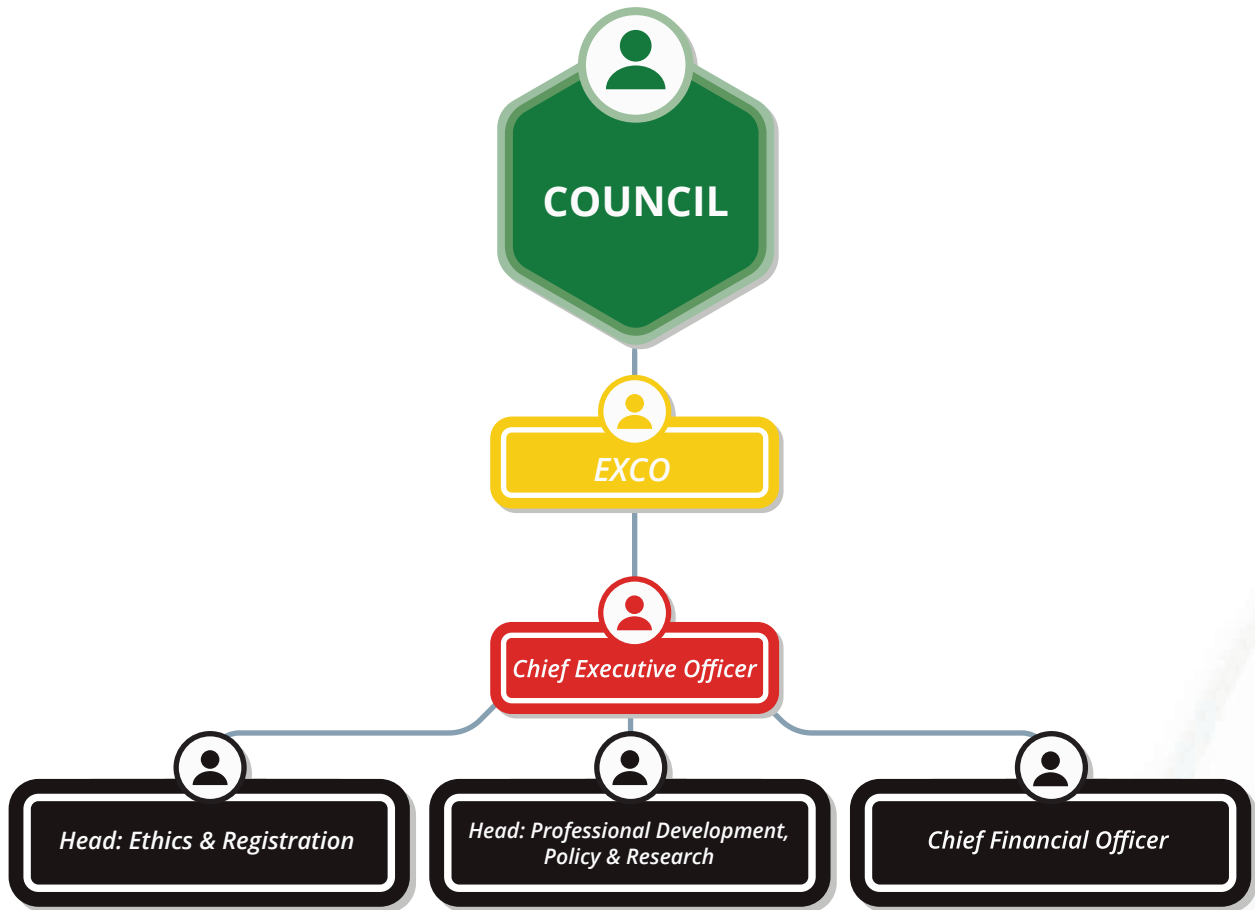 COUNCIL
EXCO
Chief Executive Officer
Head: Ethics & Registration
Head: Professional Development,
Policy & Research
Chief Financial Officer